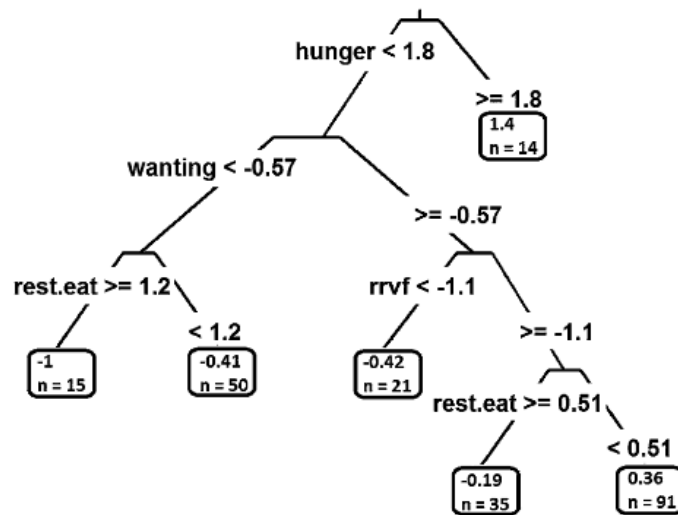 hunger < 1.8
>= 1.8
1.4
n = 14
wanting < -0.57
>= -0.57
rest.eat >= 1.2
< 1.2
-1
n = 15
-0.41
n = 50
rrvf < -1.1
>= -1.1
-0.42
n = 21
rest.eat >= 0.51
< 0.51
-0.19
n = 35
0.36
n = 91